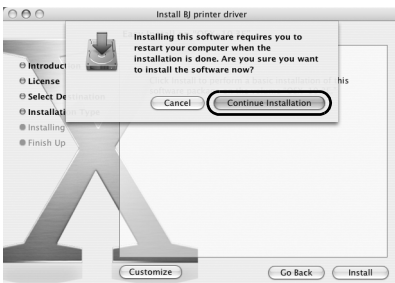 Install BJ printer driver
Installing this software requires you to
restart your computer when the
installation is done. Are you sure you want
to install the software now?
Cancel
Continue Installation
Introduct
License
Select De
Installati
Installing
Finish Up
this
Customize
Go Back
Install